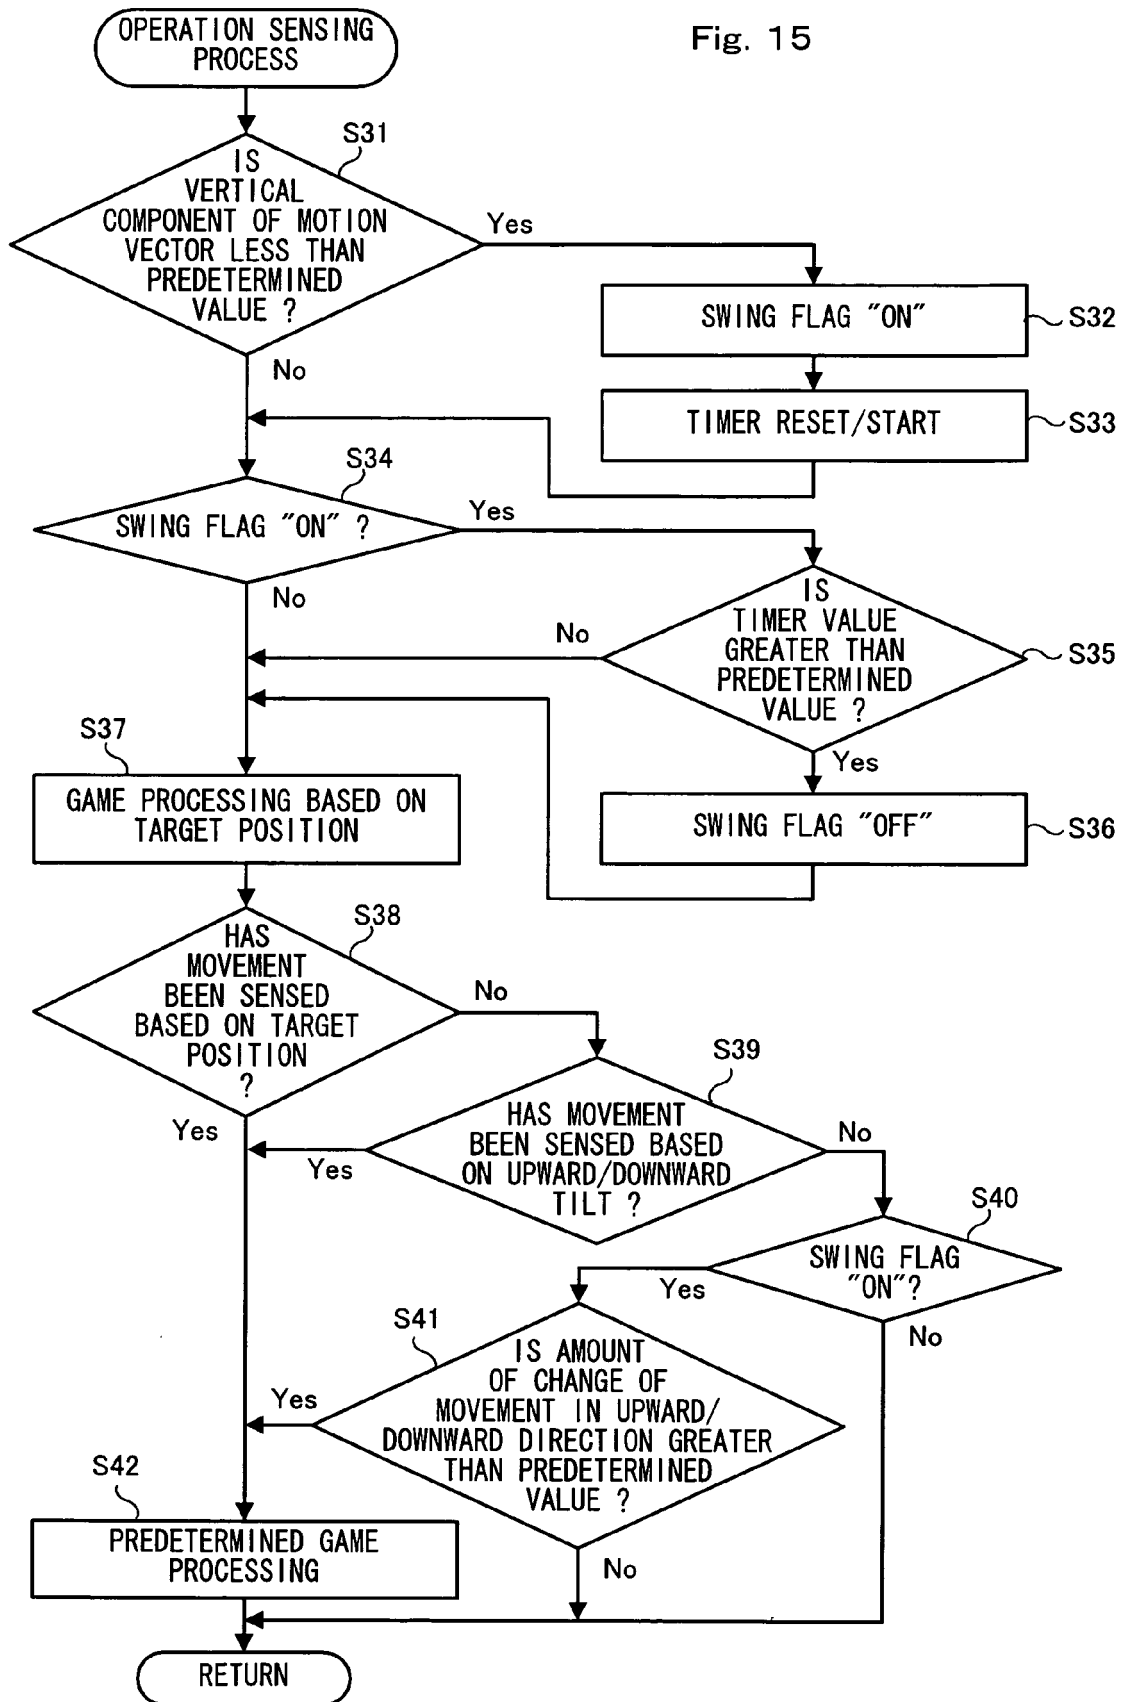 Fig. 15
OPERATION SENSING
PROCESS
S31
IS
VERTICAL
COMPONENT OF MOTION
VECTOR LESS THAN
PREDETERMINED
VALUE ?
Yes
No
SWING FLAG "ON"
S32
TIMER RESET/START
S33
S34
SWING FLAG "ON" ?
Yes
No
IS
TIMER VALUE
GREATER THAN
PREDETERMINED
VALUE ?
S35
No
Yes
SWING FLAG "OFF"
S36
S37
GAME PROCESSING BASED ON
TARGET POSITION
S38
HAS
MOVEMENT
BEEN SENSED
BASED ON TARGET
POSITION
?
No
Yes
S39
HAS MOVEMENT
BEEN SENSED BASED
ON UPWARD/DOWNWARD
TILT ?
Yes
No
S40
SWING FLAG
"ON"?
Yes
No
S41
IS AMOUNT
OF CHANGE OF
MOVEMENT IN UPWARD/
DOWNWARD DIRECTION GREATER
THAN PREDETERMINED
VALUE ?
Yes
No
S42
PREDETERMINED GAME
PROCESSING
RETURN